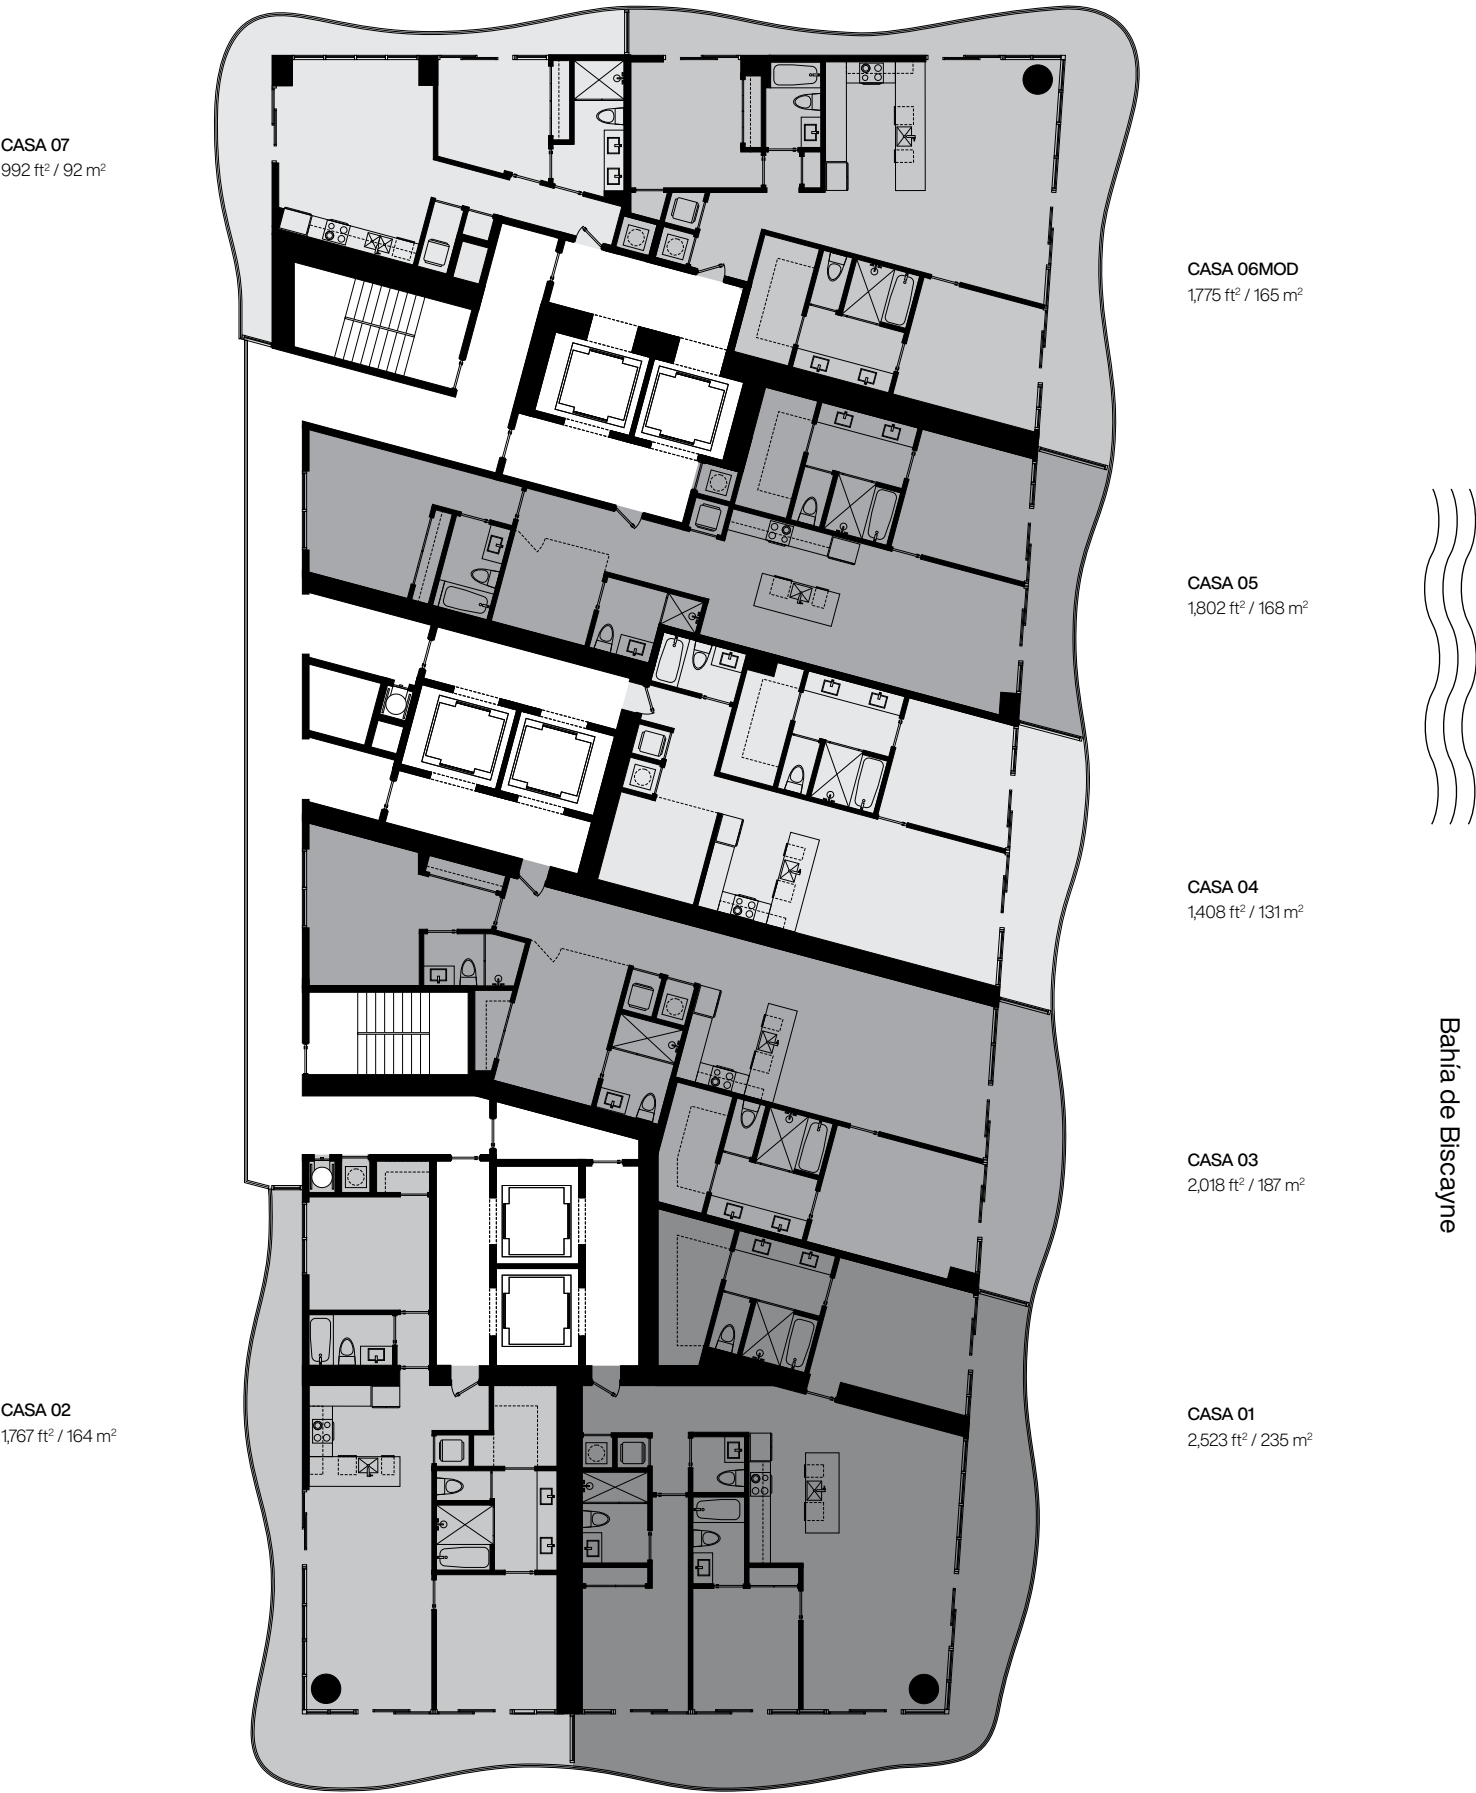 CASA 07
992 ft² / 92 m²
CASA 06MOD
1,775 ft² / 165 m²
CASA 05
1,802 ft² / 168 m²
CASA 04
1,408 ft² / 131 m²
Bahía de Biscayne
CASA 03
2,018 ft² / 187 m²
CASA 02
1,767 ft² / 164 m²
CASA 01
2,523 ft² / 235 m²